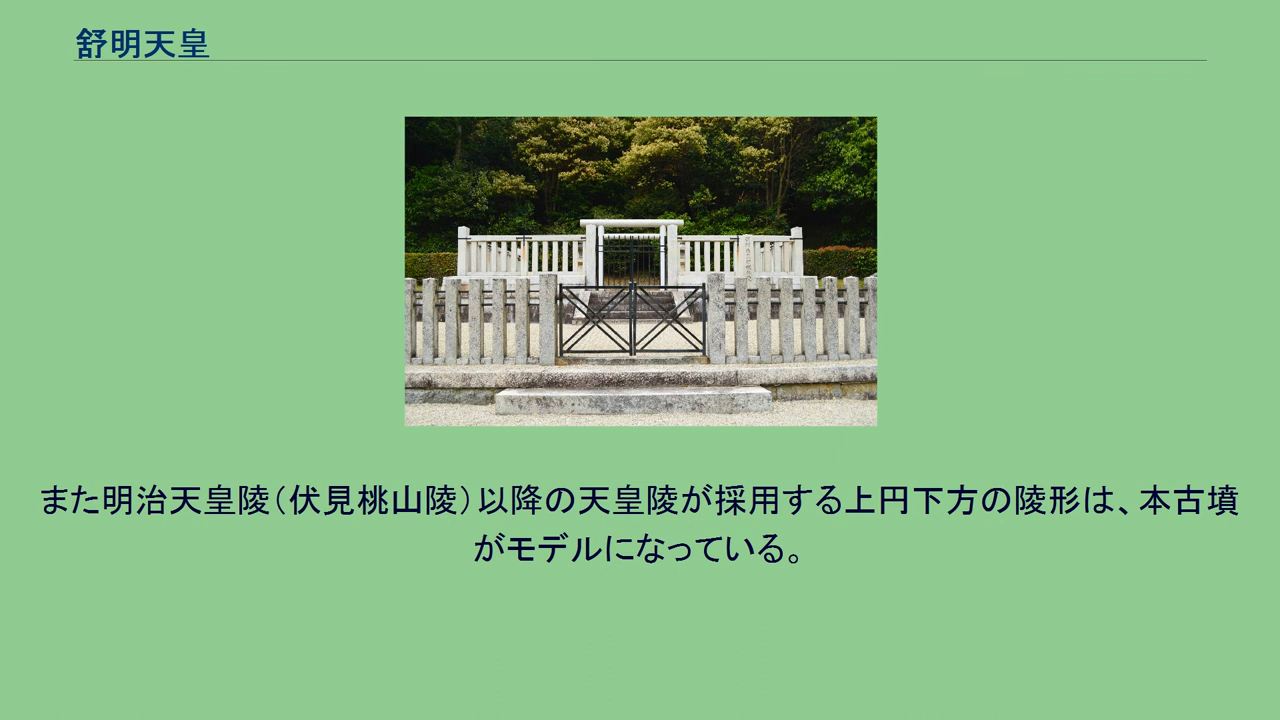 舒明天皇
また明治天皇陵（伏見桃山陵）以降の天皇陵が採用する上円下方の陵形は、本古墳
がモデルになっている。